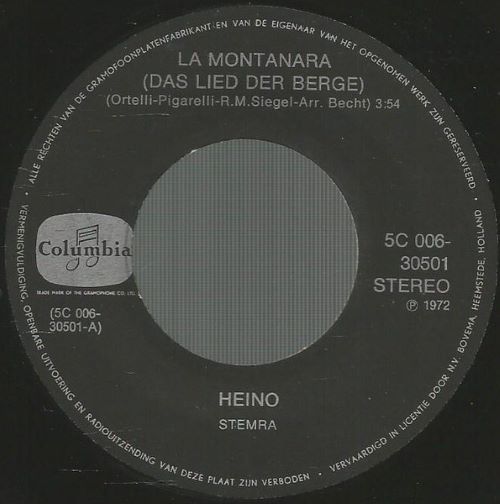 LA MONTANARA
(DAS LIED DER BERGE)
(Ortelli-Pigarelli-R.M.Siegel-Arr. Becht) 3:54
Columbia
TRADE MARK OF THE GRAMOPHONE CO. LTD.
(5C 006-
30501-A)
5C 006-
30501
STEREO
℗ 1972
HEINO
STEMRA
· ALLE RECHTEN VAN DE GRAMOFOONPLATENFABRIKANT EN VAN DE EIGENAAR VAN HET OPGENOMEN WERK ZIJN GERESERVEERD ·
VERMENIGVULDIGING, OPENBARE UITVOERING EN RADIOUITZENDING VAN DEZE PLAAT ZIJN VERBODEN ·
VERVAARDIGD IN LICENTIE DOOR N.V. BOVEMA, HEEMSTEDE, HOLLAND